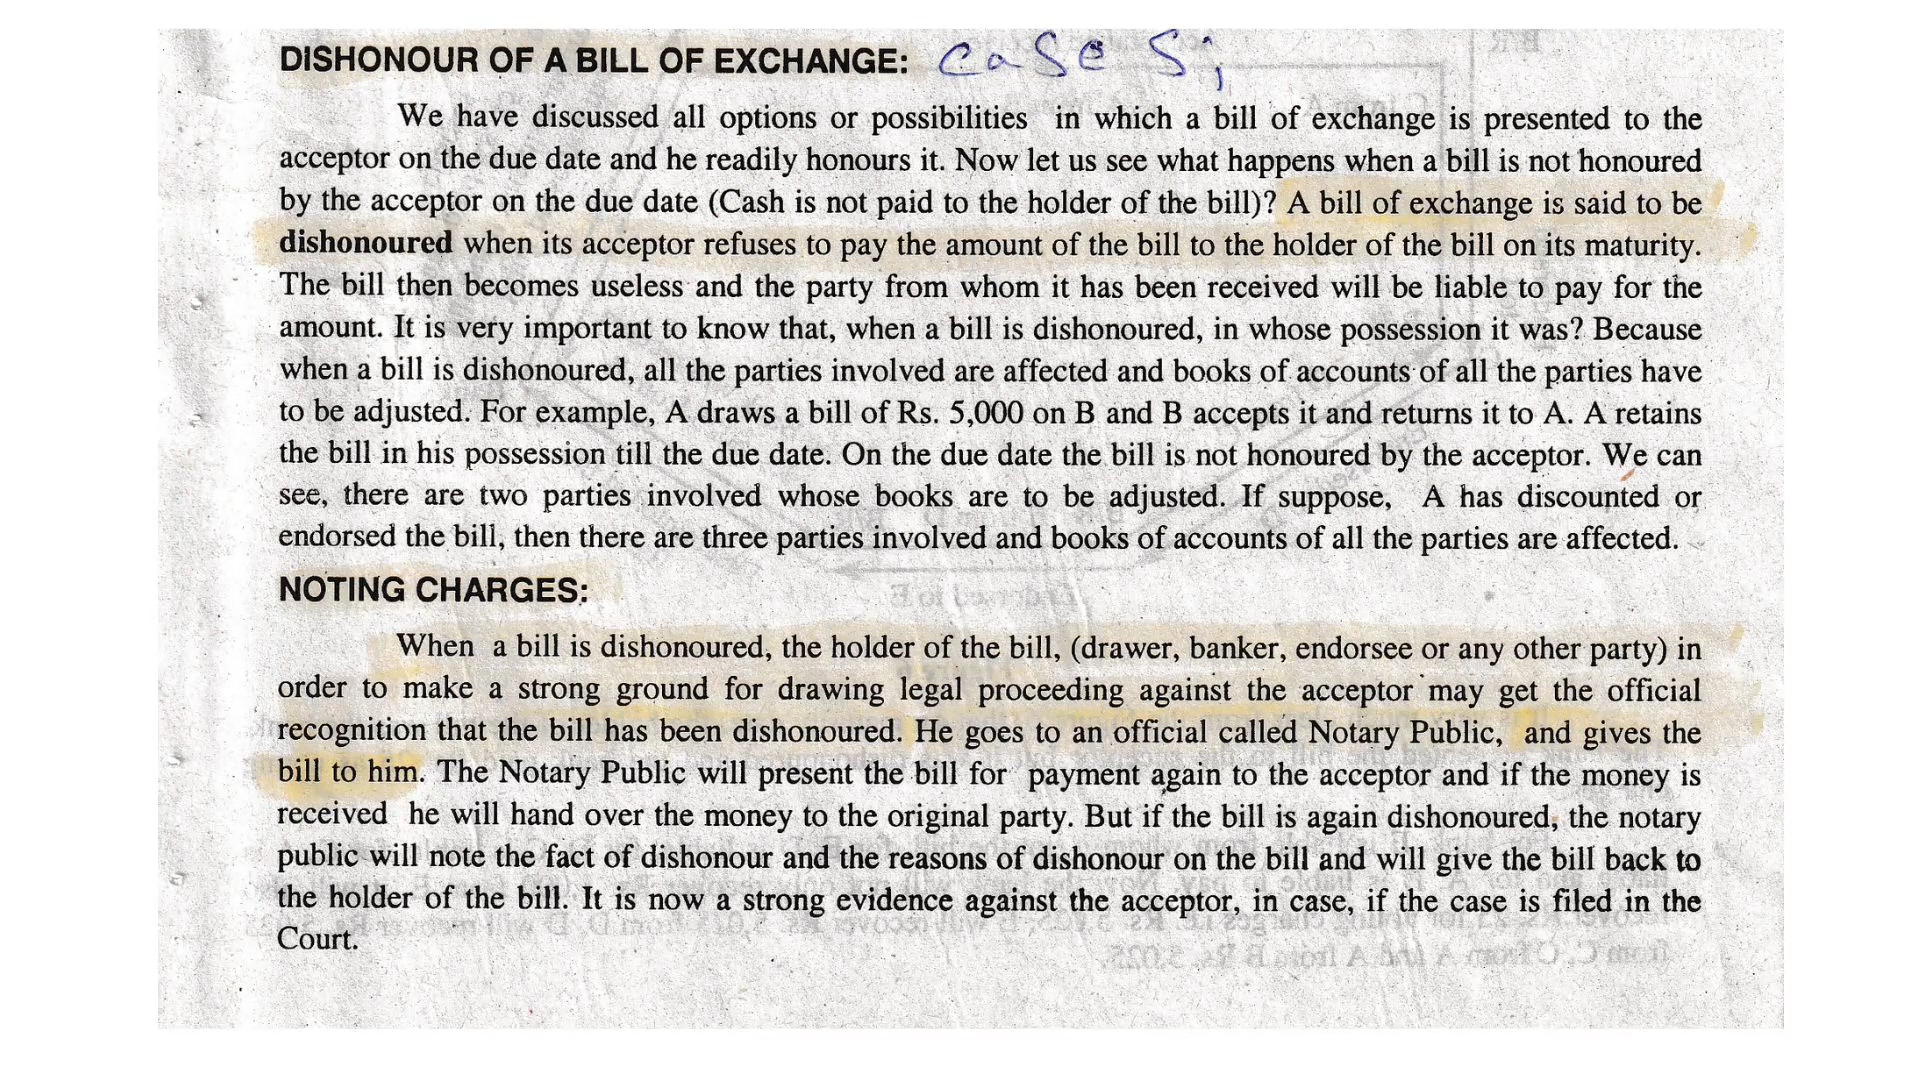 DISHONOUR OF A BILL OF EXCHANGE: cases;
We have discussed all options or possibilities in which a bill of exchange is presented to the
acceptor on the due date and he readily honours it. Now let us see what happens when a bill is not honoured
by the acceptor on the due date (Cash is not paid to the holder of the bill)? A bill of exchange is said to be
dishonoured when its acceptor refuses to pay the amount of the bill to the holder of the bill on its maturity.
The bill then becomes useless and the party from whom it has been received will be liable to pay for the
amount. It is very important to know that, when a bill is dishonoured, in whose possession it was? Because
when a bill is dishonoured, all the parties involved are affected and books of accounts of all the parties have
to be adjusted. For example, A draws a bill of Rs. 5,000 on B and B accepts it and returns it to A. A retains
the bill in his possession till the due date. On the due date the bill is not honoured by the acceptor. We can
see, there are two parties involved whose books are to be adjusted. If suppose, A has discounted or
endorsed the bill, then there are three parties involved and books of accounts of all the parties are affected.
NOTING CHARGES:
When a bill is dishonoured, the holder of the bill, (drawer, banker, endorsee or any other party) in
order to make a strong ground for drawing legal proceeding against the acceptor may get the official
recognition that the bill has been dishonoured. He goes to an official called Notary Public, and gives the
bill to him. The Notary Public will present the bill for payment again to the acceptor and if the money is
received he will hand over the money to the original party. But if the bill is again dishonoured, the notary
public will note the fact of dishonour and the reasons of dishonour on the bill and will give the bill back to
the holder of the bill. It is now a strong evidence against the acceptor, in case, if the case is filed in the
Court.